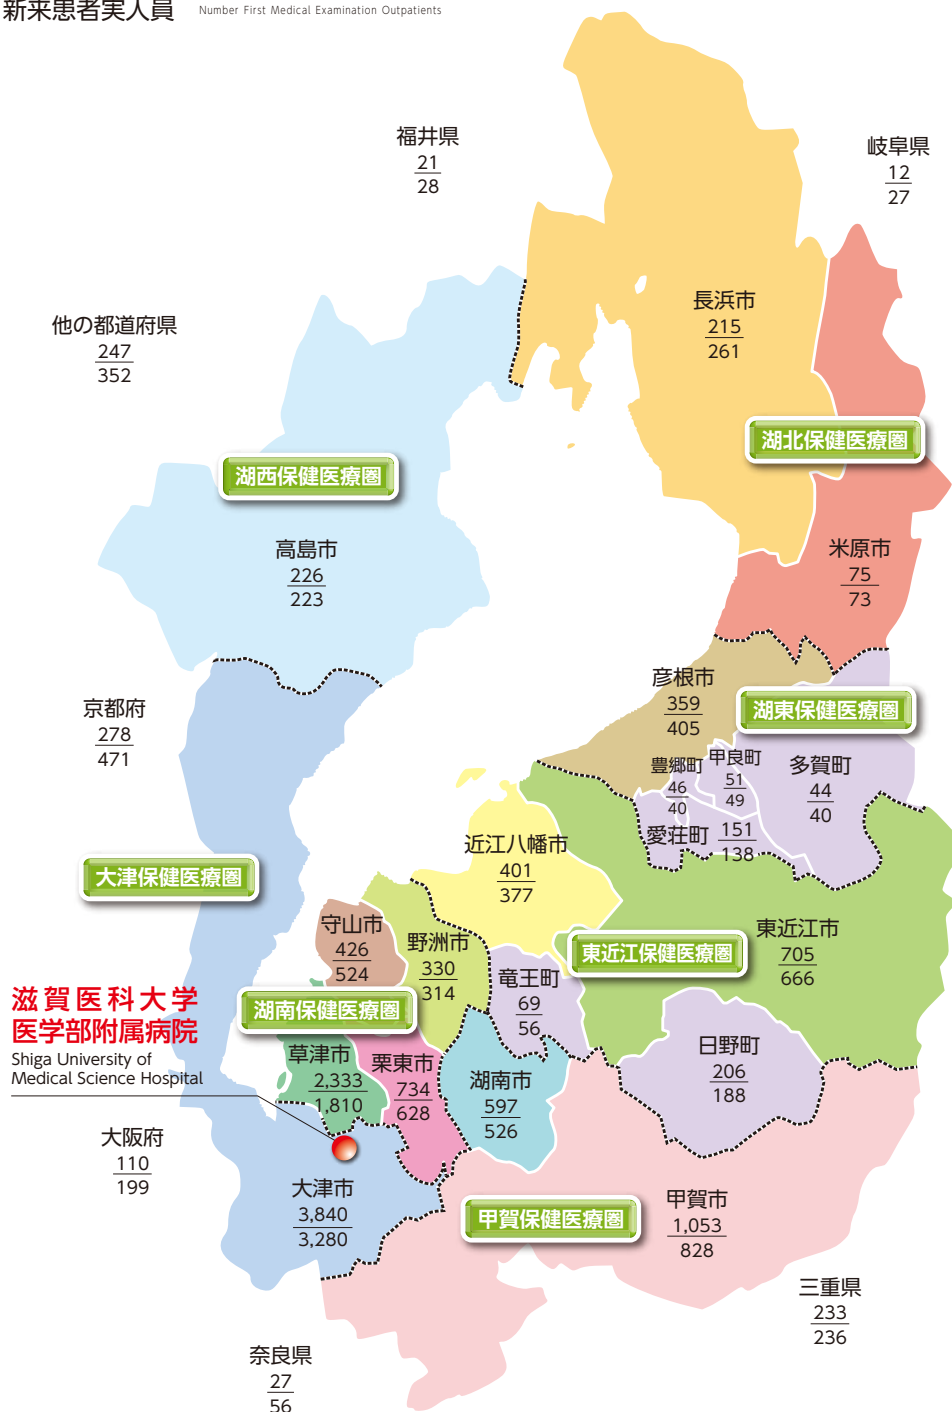 新来患者実人員 Number First Medical Examination Outpatients
福井県
21
28
岐阜県
12
27
長浜市
215
261
他の都道府県
247
352
湖北保健医療圏
湖西保健医療圏
高島市
226
223
米原市
75
73
彦根市
359
405
京都府
278
471
湖東保健医療圏
豊郷町
46
40
甲良町
51
49
多賀町
44
40
愛荘町
151
138
近江八幡市
401
377
大津保健医療圏
守山市
426
524
野洲市
330
314
東近江市
705
666
東近江保健医療圏
竜王町
69
56
滋賀医科大学
医学部附属病院
Shiga University of
Medical Science Hospital
湖南保健医療圏
草津市
2,333
1,810
栗東市
734
628
湖南市
597
526
日野町
206
188
大阪府
110
199
大津市
3,840
3,280
甲賀保健医療圏
甲賀市
1,053
828
三重県
233
236
奈良県
27
56